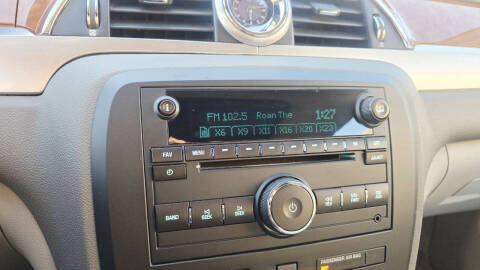 FM 102.5 Roan The 1:27
X6 X9 X11 X16 X20 X23
FAV MENU
BAND SEEK SEEK
PASSENGER AIR BAG